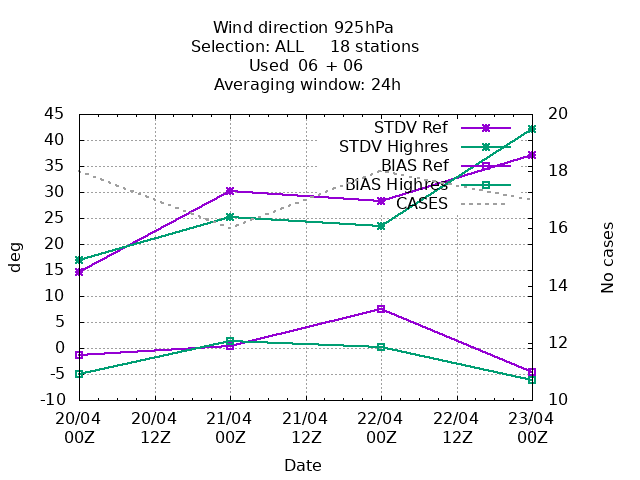 Wind direction 925hPa
Selection: ALL     18 stations
Used  06 + 06
Averaging window: 24h
45
40
35
30
25
20
15
10
5
0
-5
-10
deg
20
18
16
14
12
10
No cases
STDV Ref
STDV Highres
BIAS Ref
BIAS Highres
CASES
20/04 00Z
20/04 12Z
21/04 00Z
21/04 12Z
22/04 00Z
22/04 12Z
23/04 00Z
Date